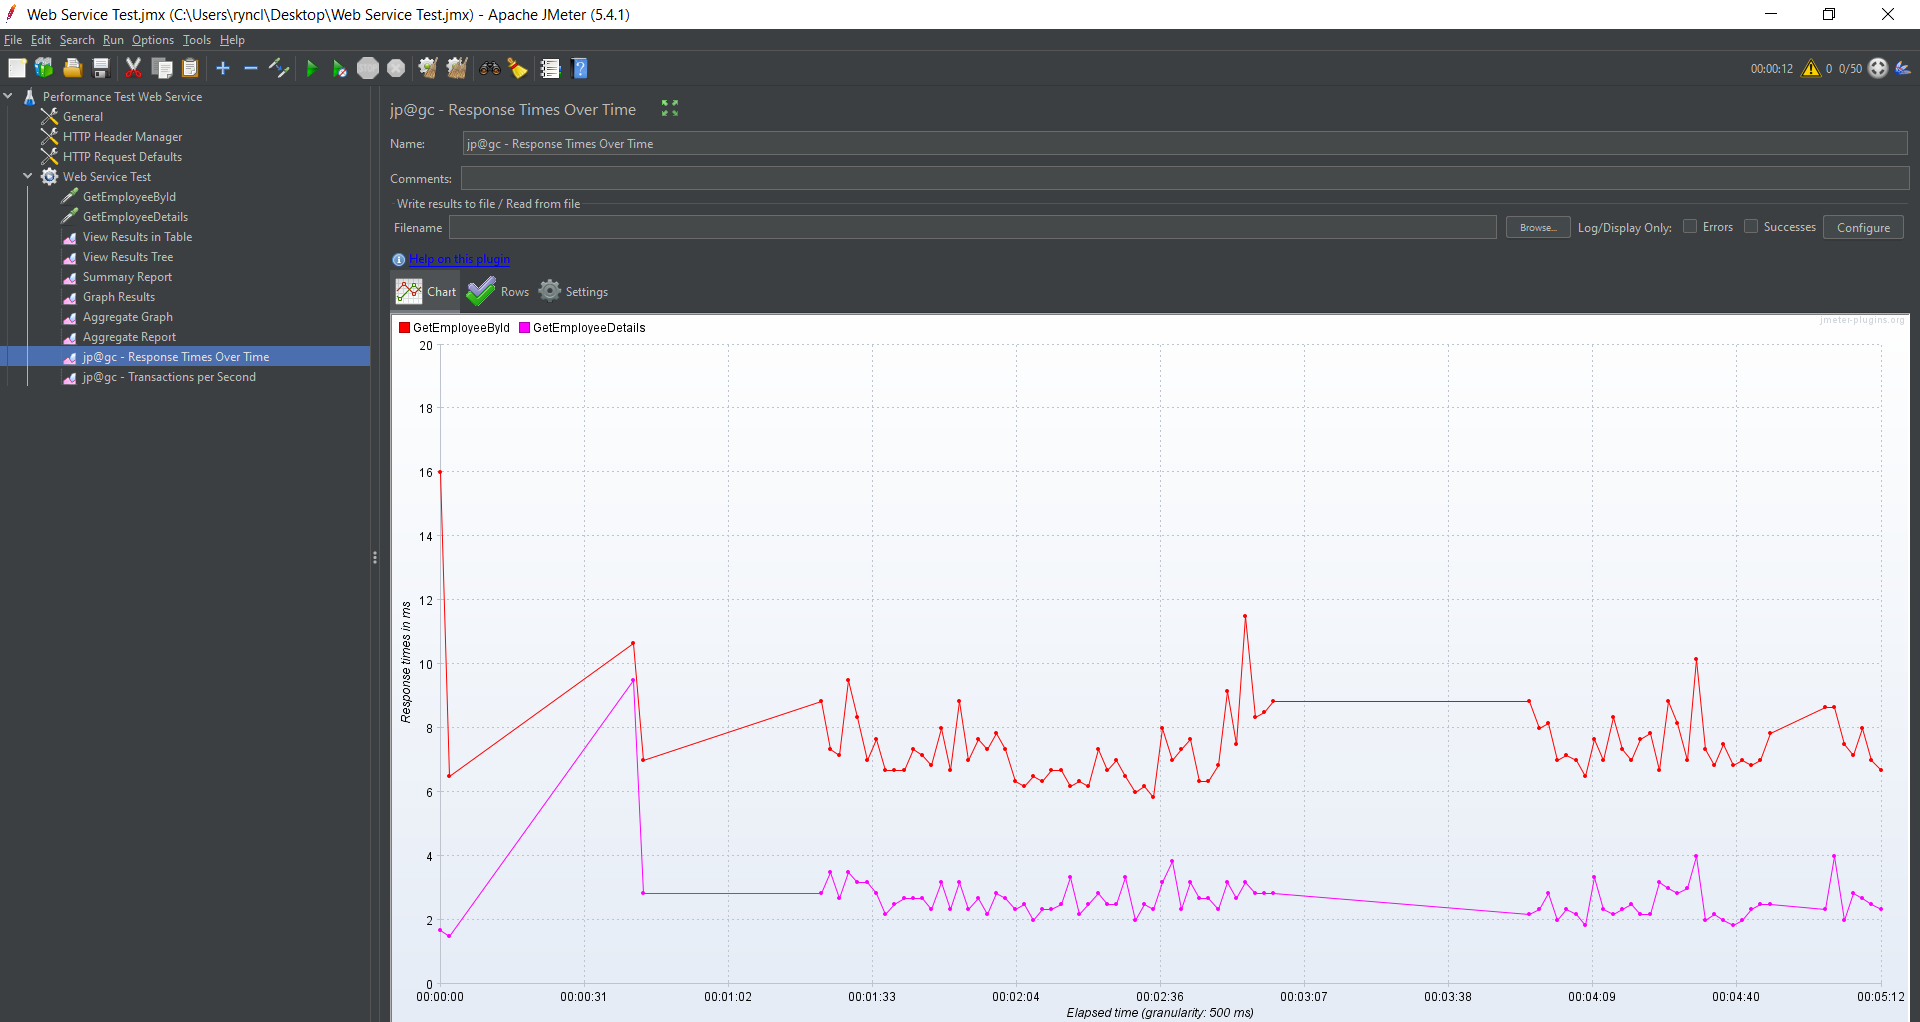 Web Service Test.jmx (C:\Users\ryncl\Desktop\Web Service Test.jmx) - Apache JMeter (5.4.1)
File Edit Search Run Options Tools Help
00:00:12 0 0/50
Performance Test Web Service
General
HTTP Header Manager
HTTP Request Defaults
Web Service Test
GetEmployeeById
GetEmployeeDetails
View Results in Table
View Results Tree
Summary Report
Graph Results
Aggregate Graph
Aggregate Report
jp@gc - Response Times Over Time
jp@gc - Transactions per Second
jp@gc - Response Times Over Time
Name: jp@gc - Response Times Over Time
Comments:
Write results to file / Read from file
Filename Browse... Log/Display Only: Errors Successes Configure
Help on this plugin
Chart Rows Settings
GetEmployeeById GetEmployeeDetails
jmeter-plugins.org
20
18
16
14
12
10
8
6
4
2
0
Response times in ms
00:00:00 00:00:31 00:01:02 00:01:33 00:02:04 00:02:36 00:03:07 00:03:38 00:04:09 00:04:40 00:05:12
Elapsed time (granularity: 500 ms)